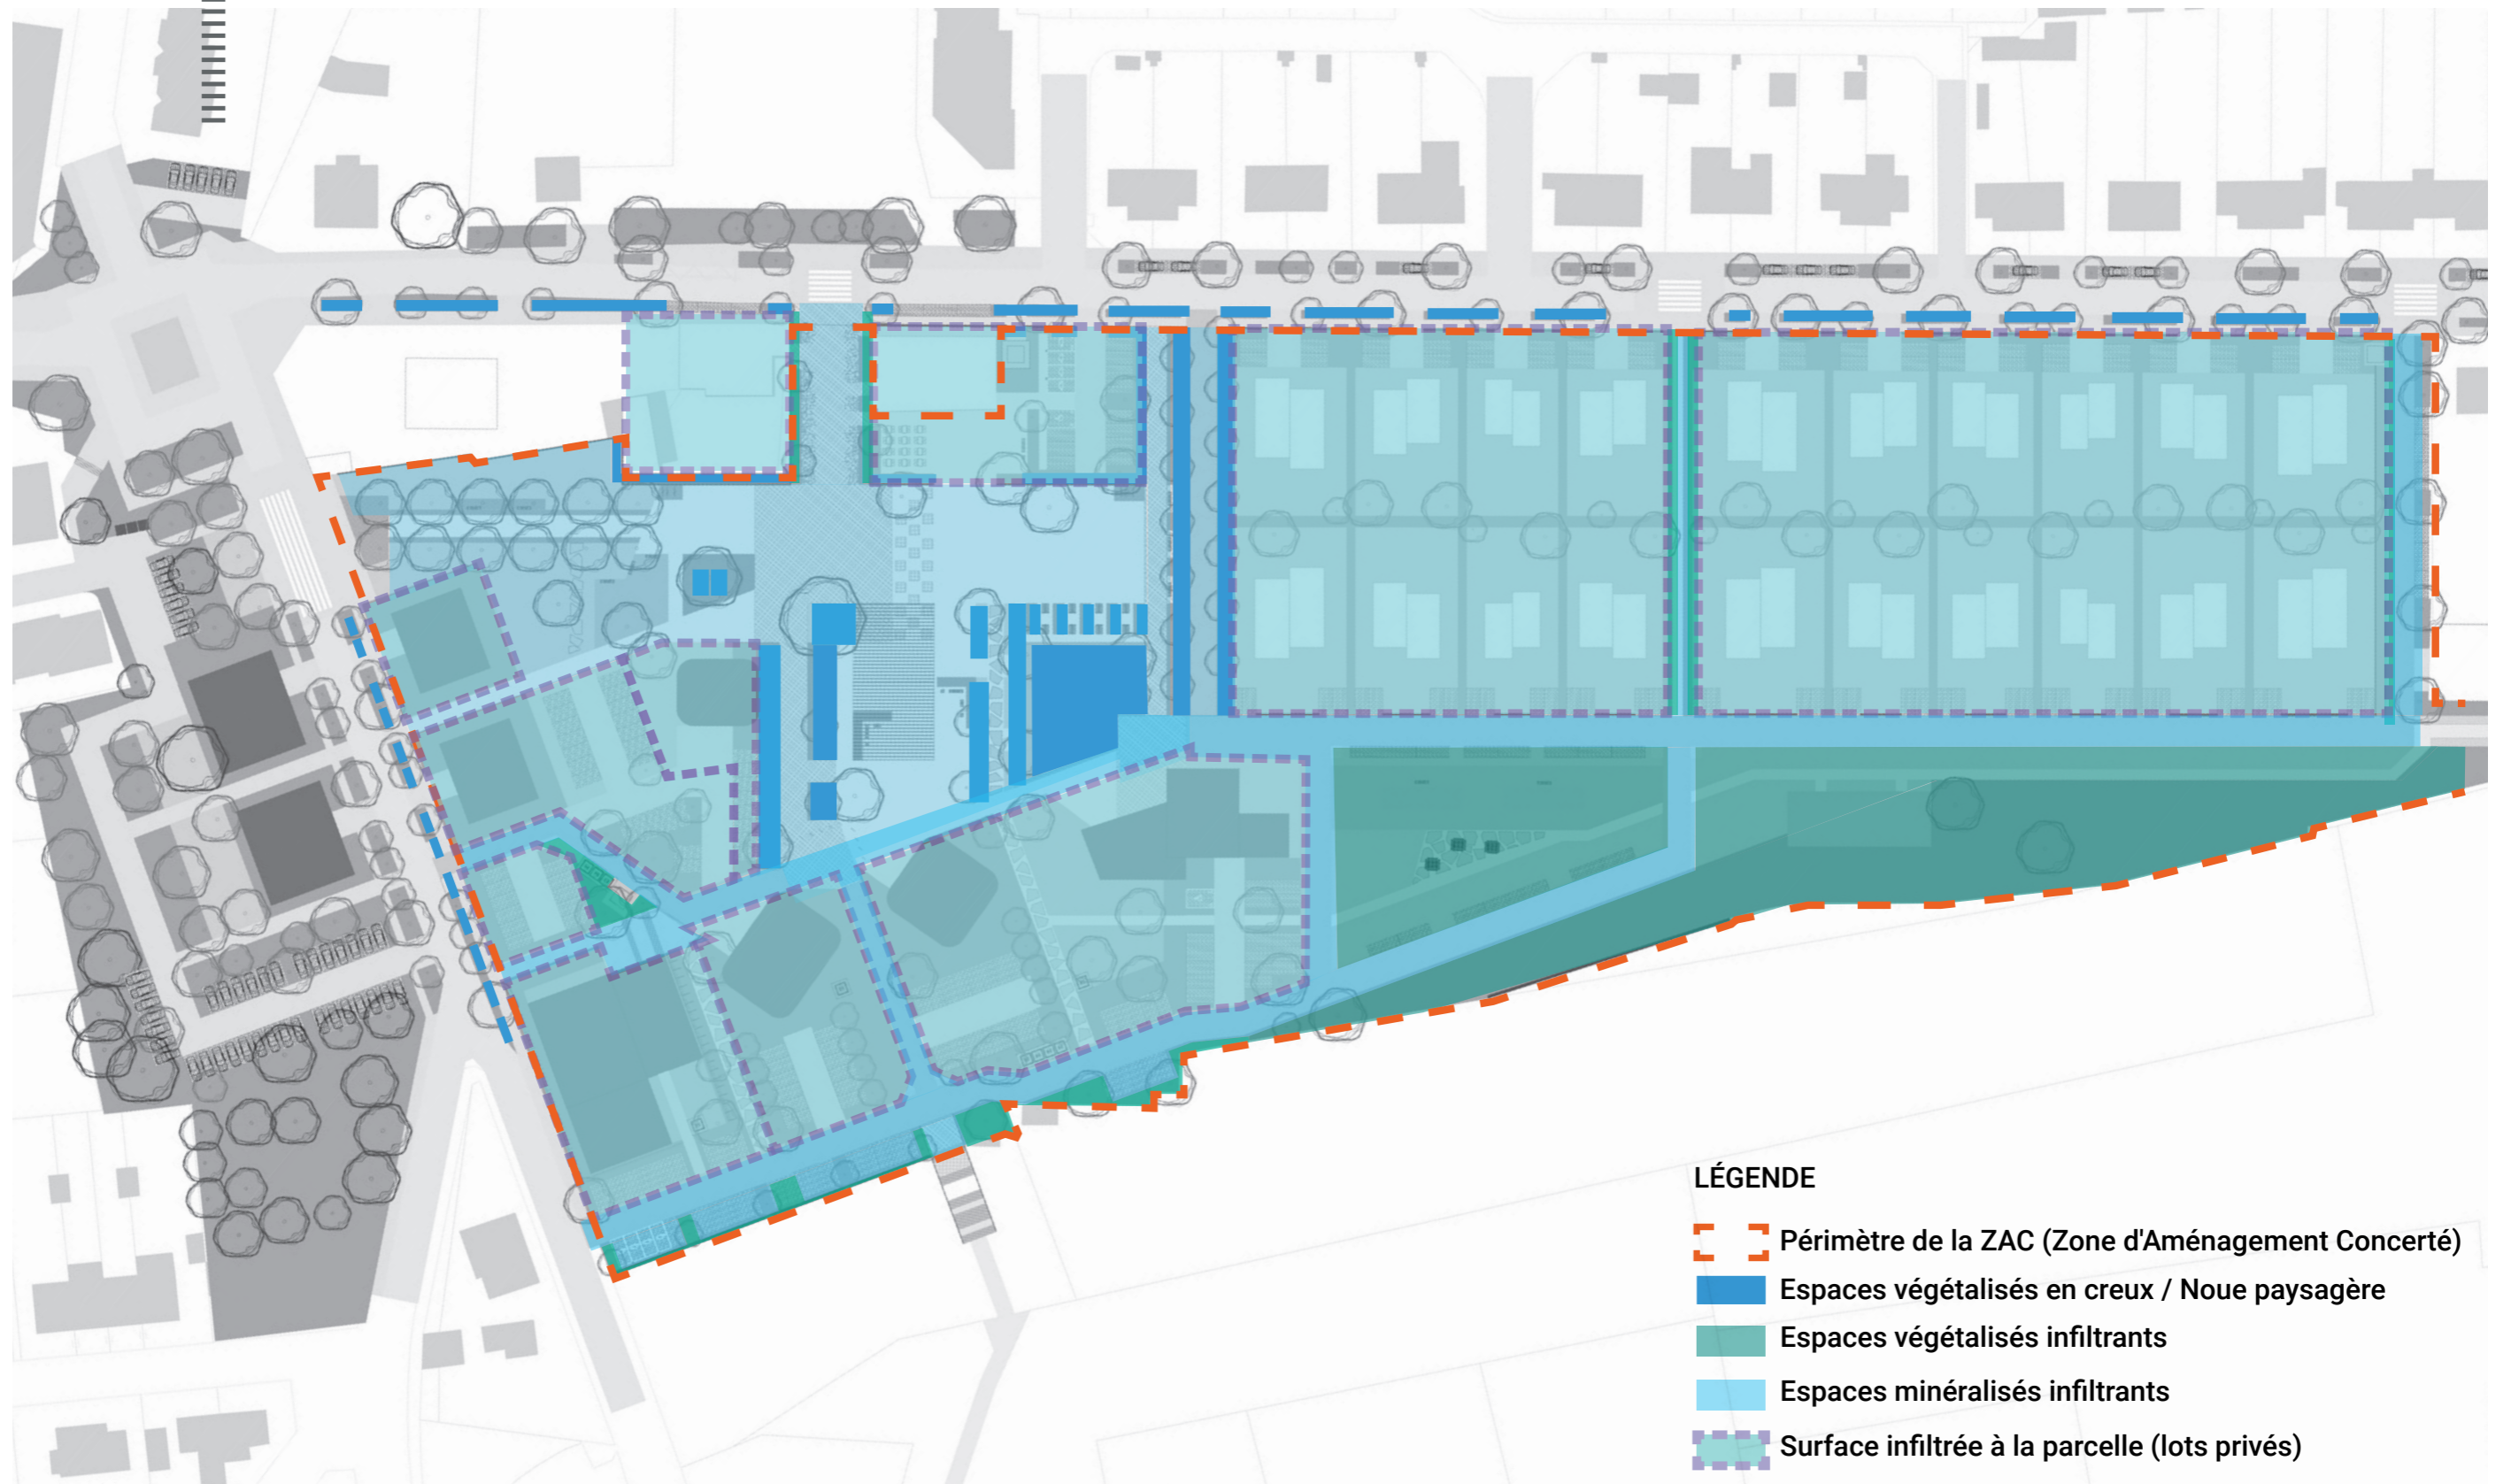 LÉGENDE
Périmètre de la ZAC (Zone d'Aménagement Concerté)
Espaces végétalisés en creux / Noue paysagère
Espaces végétalisés infiltrants
Espaces minéralisés infiltrants
Surface infiltrée à la parcelle (lots privés)